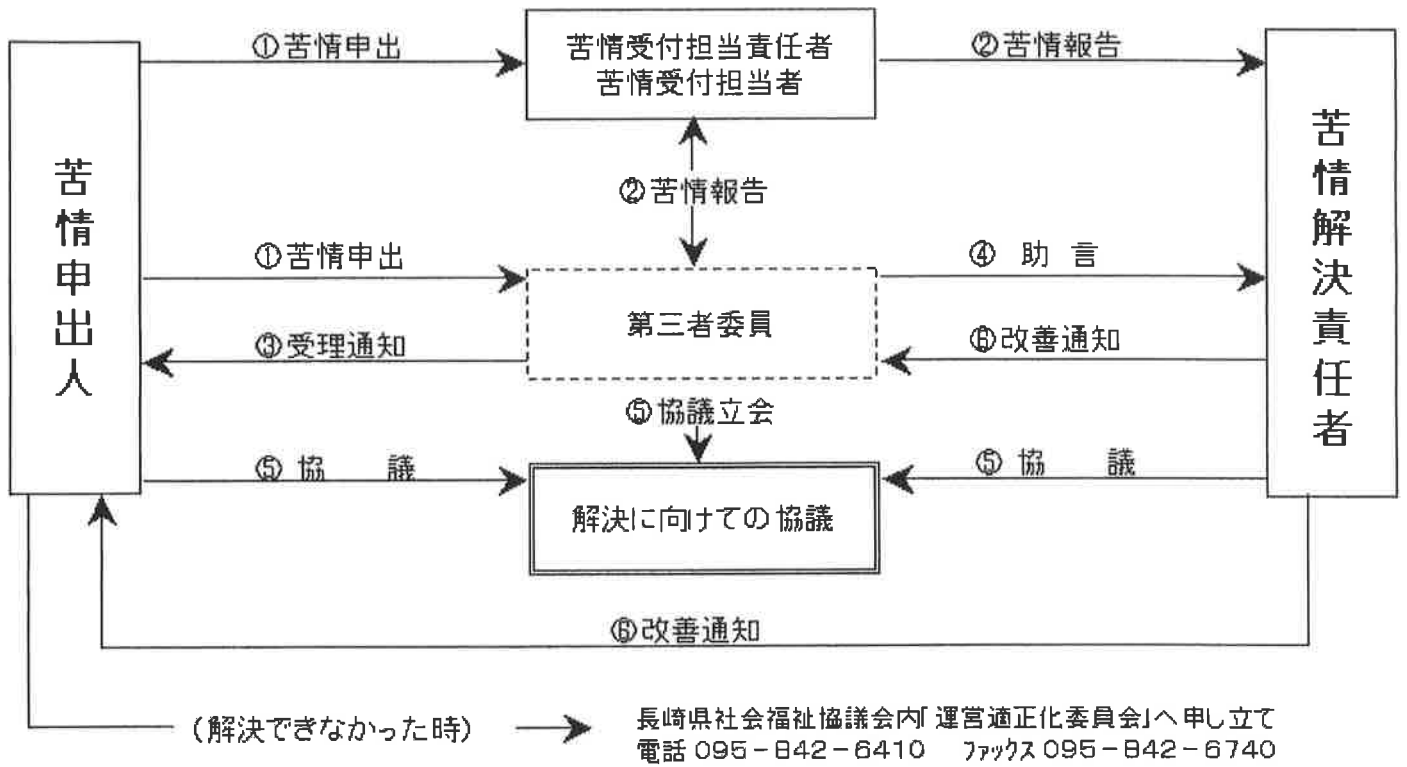 ①苦情申出
苦情受付担当責任者
苦情受付担当者
②苦情報告
苦情申出人
苦情解決責任者
②苦情報告
①苦情申出
④ 助 言
第三者委員
③受理通知
⑥改善通知
⑤協議立会
⑤ 協 議
⑤ 協 議
解決に向けての協議
⑥改善通知
(解決できなかった時)
長崎県社会福祉協議会内「運営適正化委員会」へ申し立て
電話 095-842-6410 ファックス 095-842-6740